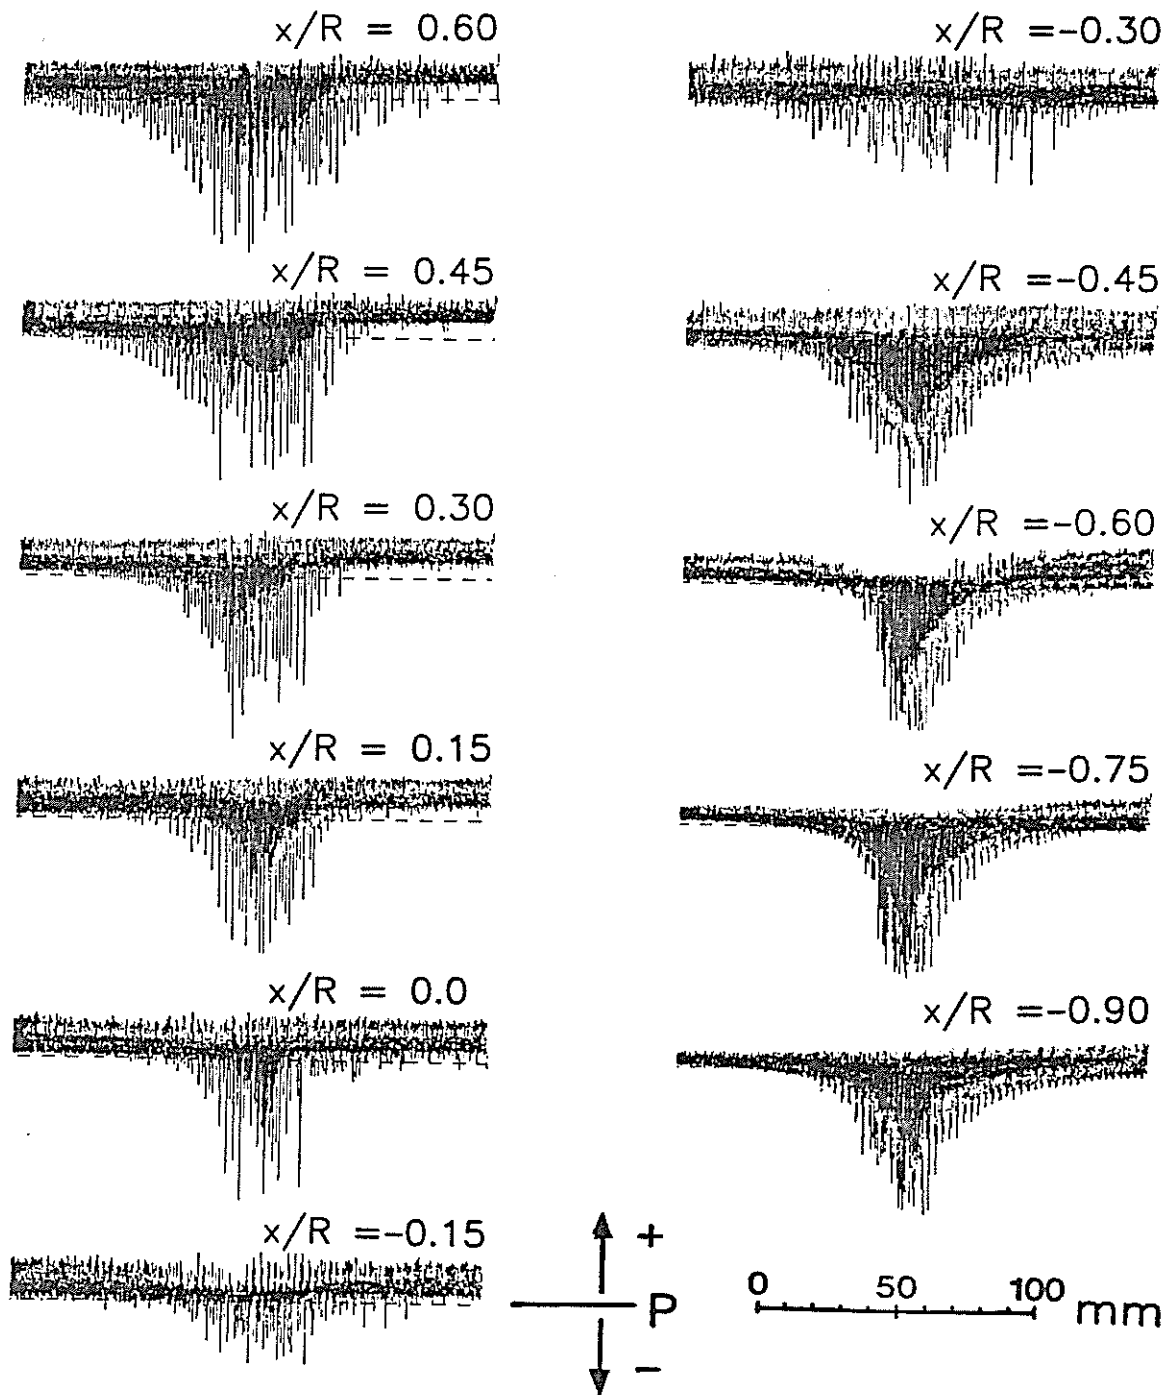 x/R = 0.60
x/R = 0.45
x/R = 0.30
x/R = 0.15
x/R = 0.0
x/R =-0.15
x/R =-0.30
x/R =-0.45
x/R =-0.60
x/R =-0.75
x/R =-0.90
+
P
-
0 50 100 mm